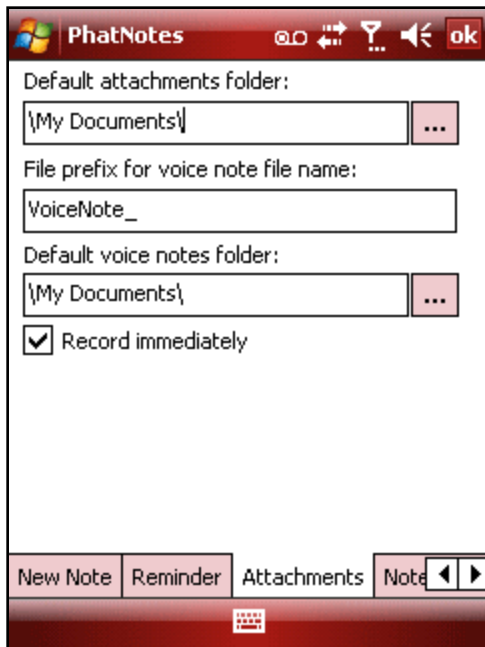 PhatNotes ok
Default attachments folder:
\My Documents\ ...
File prefix for voice note file name:
VoiceNote_
Default voice notes folder:
\My Documents\ ...
Record immediately
New Note Reminder Attachments Note